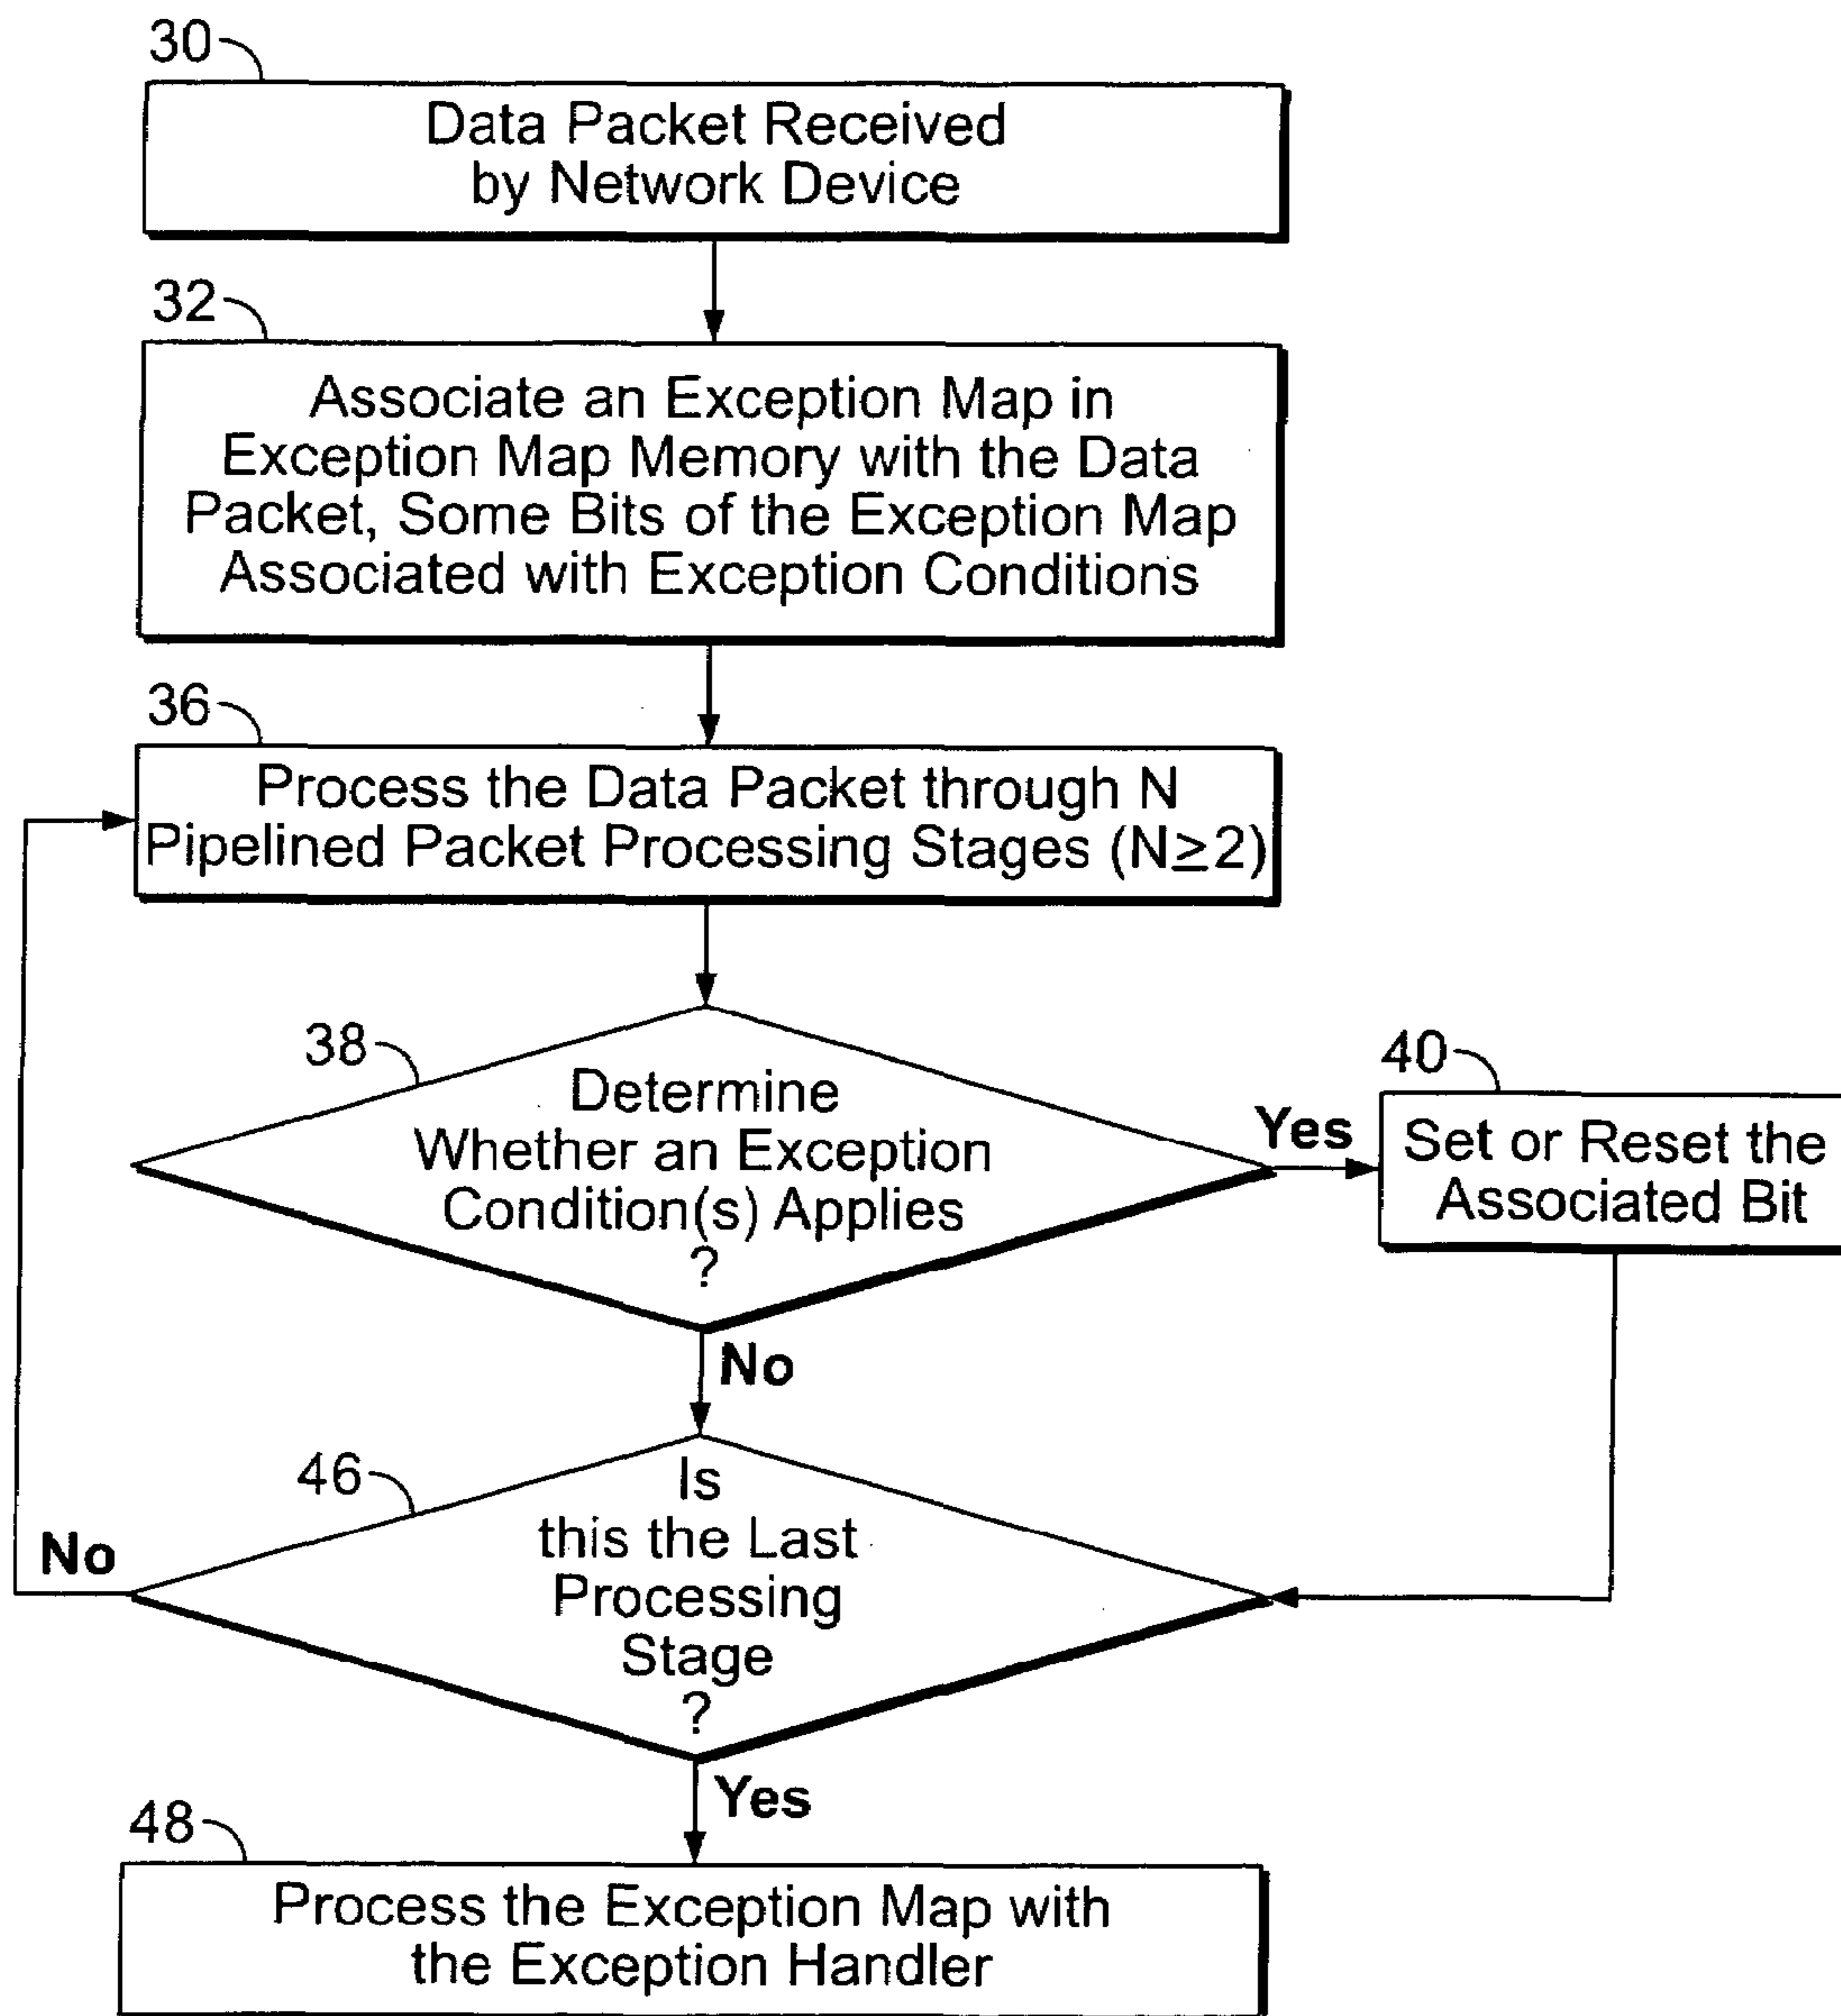 30
Data Packet Received
by Network Device
32
Associate an Exception Map in
Exception Map Memory with the Data
Packet, Some Bits of the Exception Map
Associated with Exception Conditions
36
Process the Data Packet through N
Pipelined Packet Processing Stages (N≥2)
38
Determine
Whether an Exception
Condition(s) Applies
?
Yes
40
Set or Reset the
Associated Bit
No
46
Is
this the Last
Processing
Stage
?
No
Yes
48
Process the Exception Map with
the Exception Handler